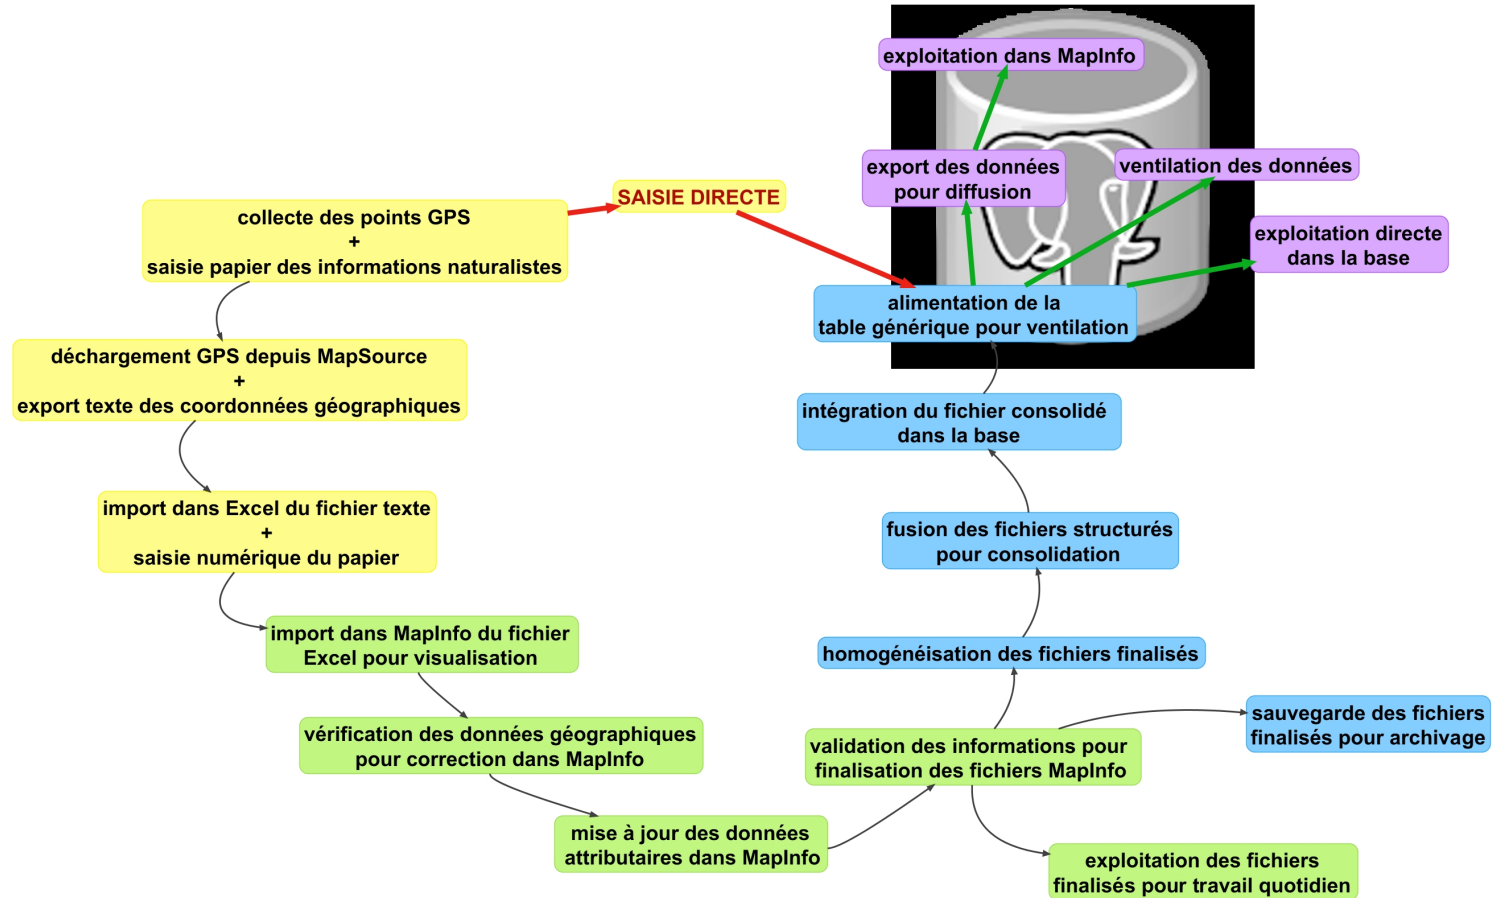 collecte des points GPS
+
saisie papier des informations naturalistes
déchargement GPS depuis MapSource
+
export texte des coordonnées géographiques
import dans Excel du fichier texte
+
saisie numérique du papier
import dans MapInfo du fichier
Excel pour visualisation
vérification des données géographiques
pour correction dans MapInfo
mise à jour des données
attributaires dans MapInfo
validation des informations pour
finalisation des fichiers MapInfo
exploitation des fichiers
finalisés pour travail quotidien
sauvegarde des fichiers
finalisés pour archivage
homogénéisation des fichiers finalisés
fusion des fichiers structurés
pour consolidation
intégration du fichier consolidé
dans la base
alimentation de la
table générique pour ventilation
SAISIE DIRECTE
export des données
pour diffusion
exploitation dans MapInfo
ventilation des données
exploitation directe
dans la base